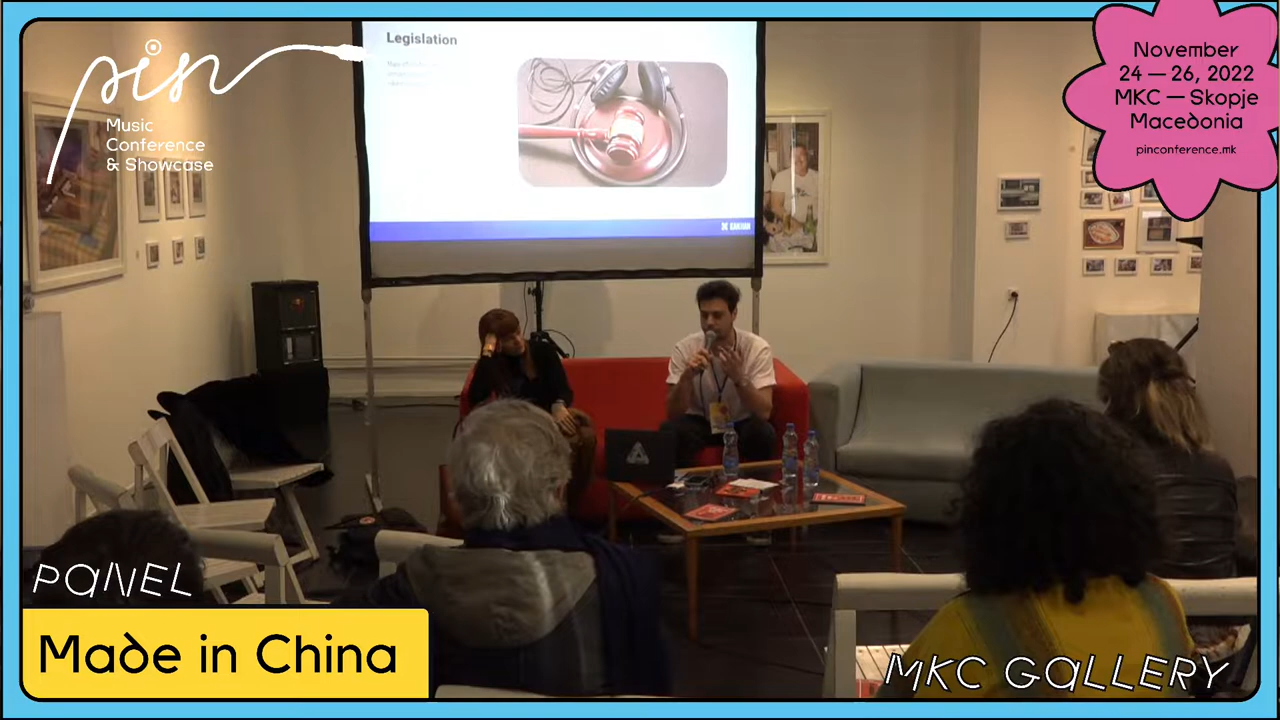 pin
Music
Conference
& Showcase
Legislation
November
24 — 26, 2022
MKC — Skopje
Macedonia
pinconference.mk
PANEL
Made in China
MKC GALLERY